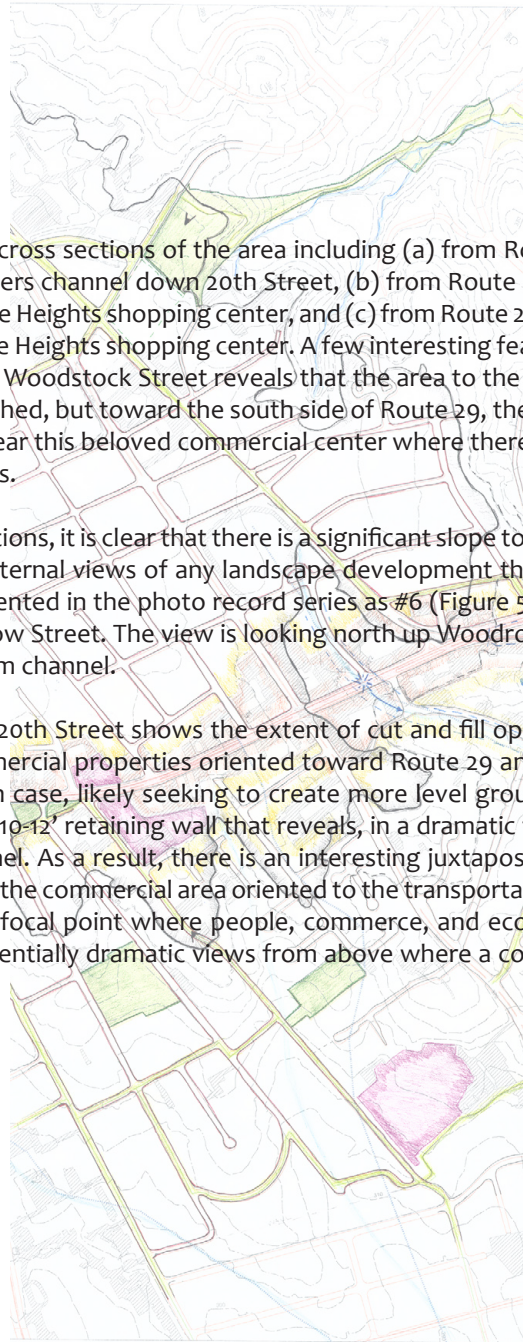 cross sections of the area including (a) from Ro
ers channel down 20th Street, (b) from Route
e Heights shopping center, and (c) from Route 2
e Heights shopping center. A few interesting fea
Woodstock Street reveals that the area to the
hed, but toward the south side of Route 29, the
ear this beloved commercial center where there
s.
tions, it is clear that there is a significant slope to
ternal views of any landscape development th
ented in the photo record series as #6 (Figure 5
ow Street. The view is looking north up Woodro
m channel.
20th Street shows the extent of cut and fill op
mercial properties oriented toward Route 29 an
n case, likely seeking to create more level grou
10-12’ retaining wall that reveals, in a dramatic
nel. As a result, there is an interesting juxtapos
the commercial area oriented to the transporta
focal point where people, commerce, and eco
entially dramatic views from above where a co